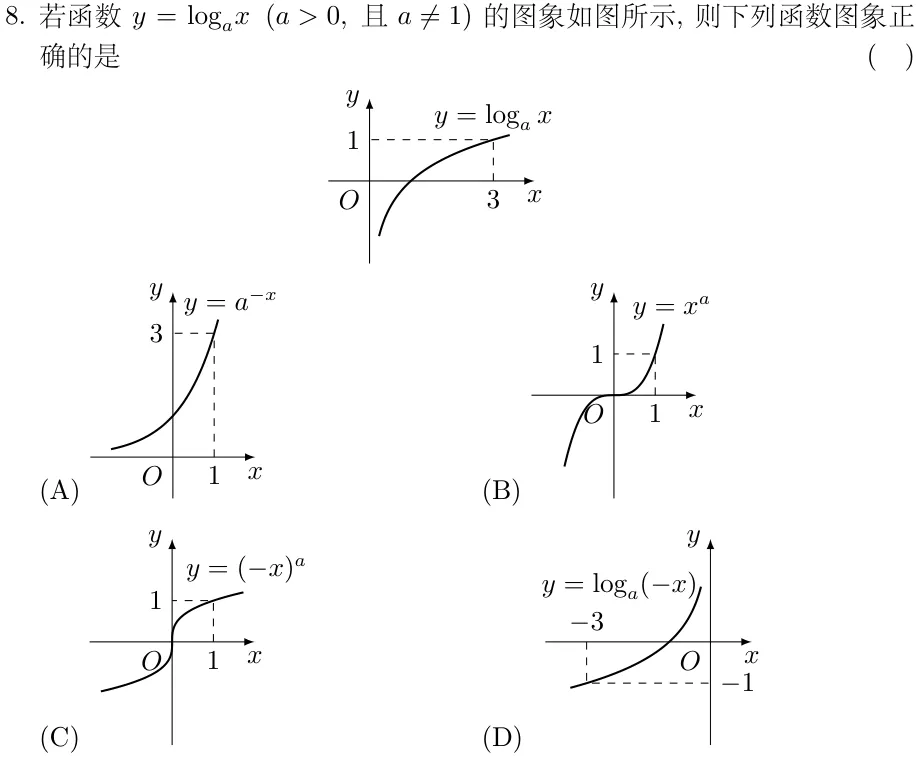 8. 若函数 y = logₐx (a > 0, 且 a ≠ 1) 的图象如图所示, 则下列函数图象正
确的是 ( )
y
y = logₐ x
1
O
3
x
y
y = a⁻ˣ
3
O
1
x
(A)
y
y = xᵃ
1
O
1
x
(B)
y
y = (−x)ᵃ
1
O
1
x
(C)
y
y = logₐ(−x)
−3
O
x
−1
(D)